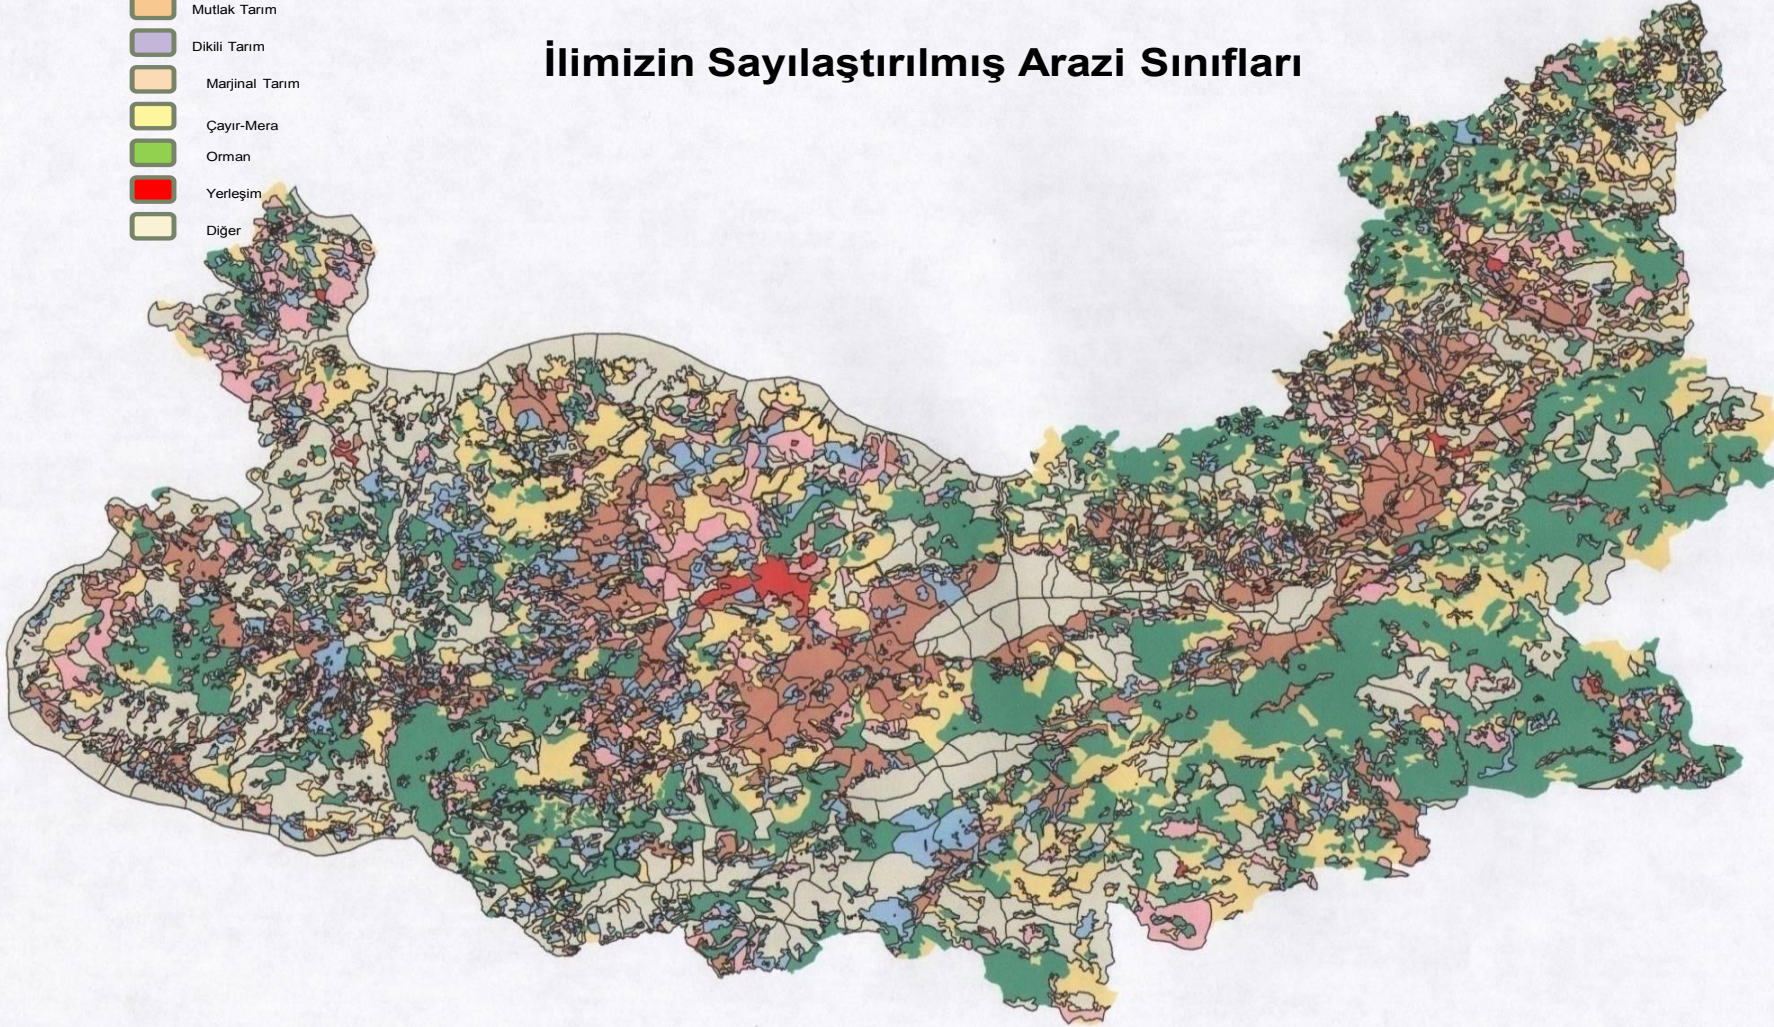 Mutlak Tarım
Dikili Tarım
İlimizin Sayılaştırılmış Arazi Sınıfları
Marjinal Tarım
Çayır-Mera
Orman
Yerleşim
Diğer